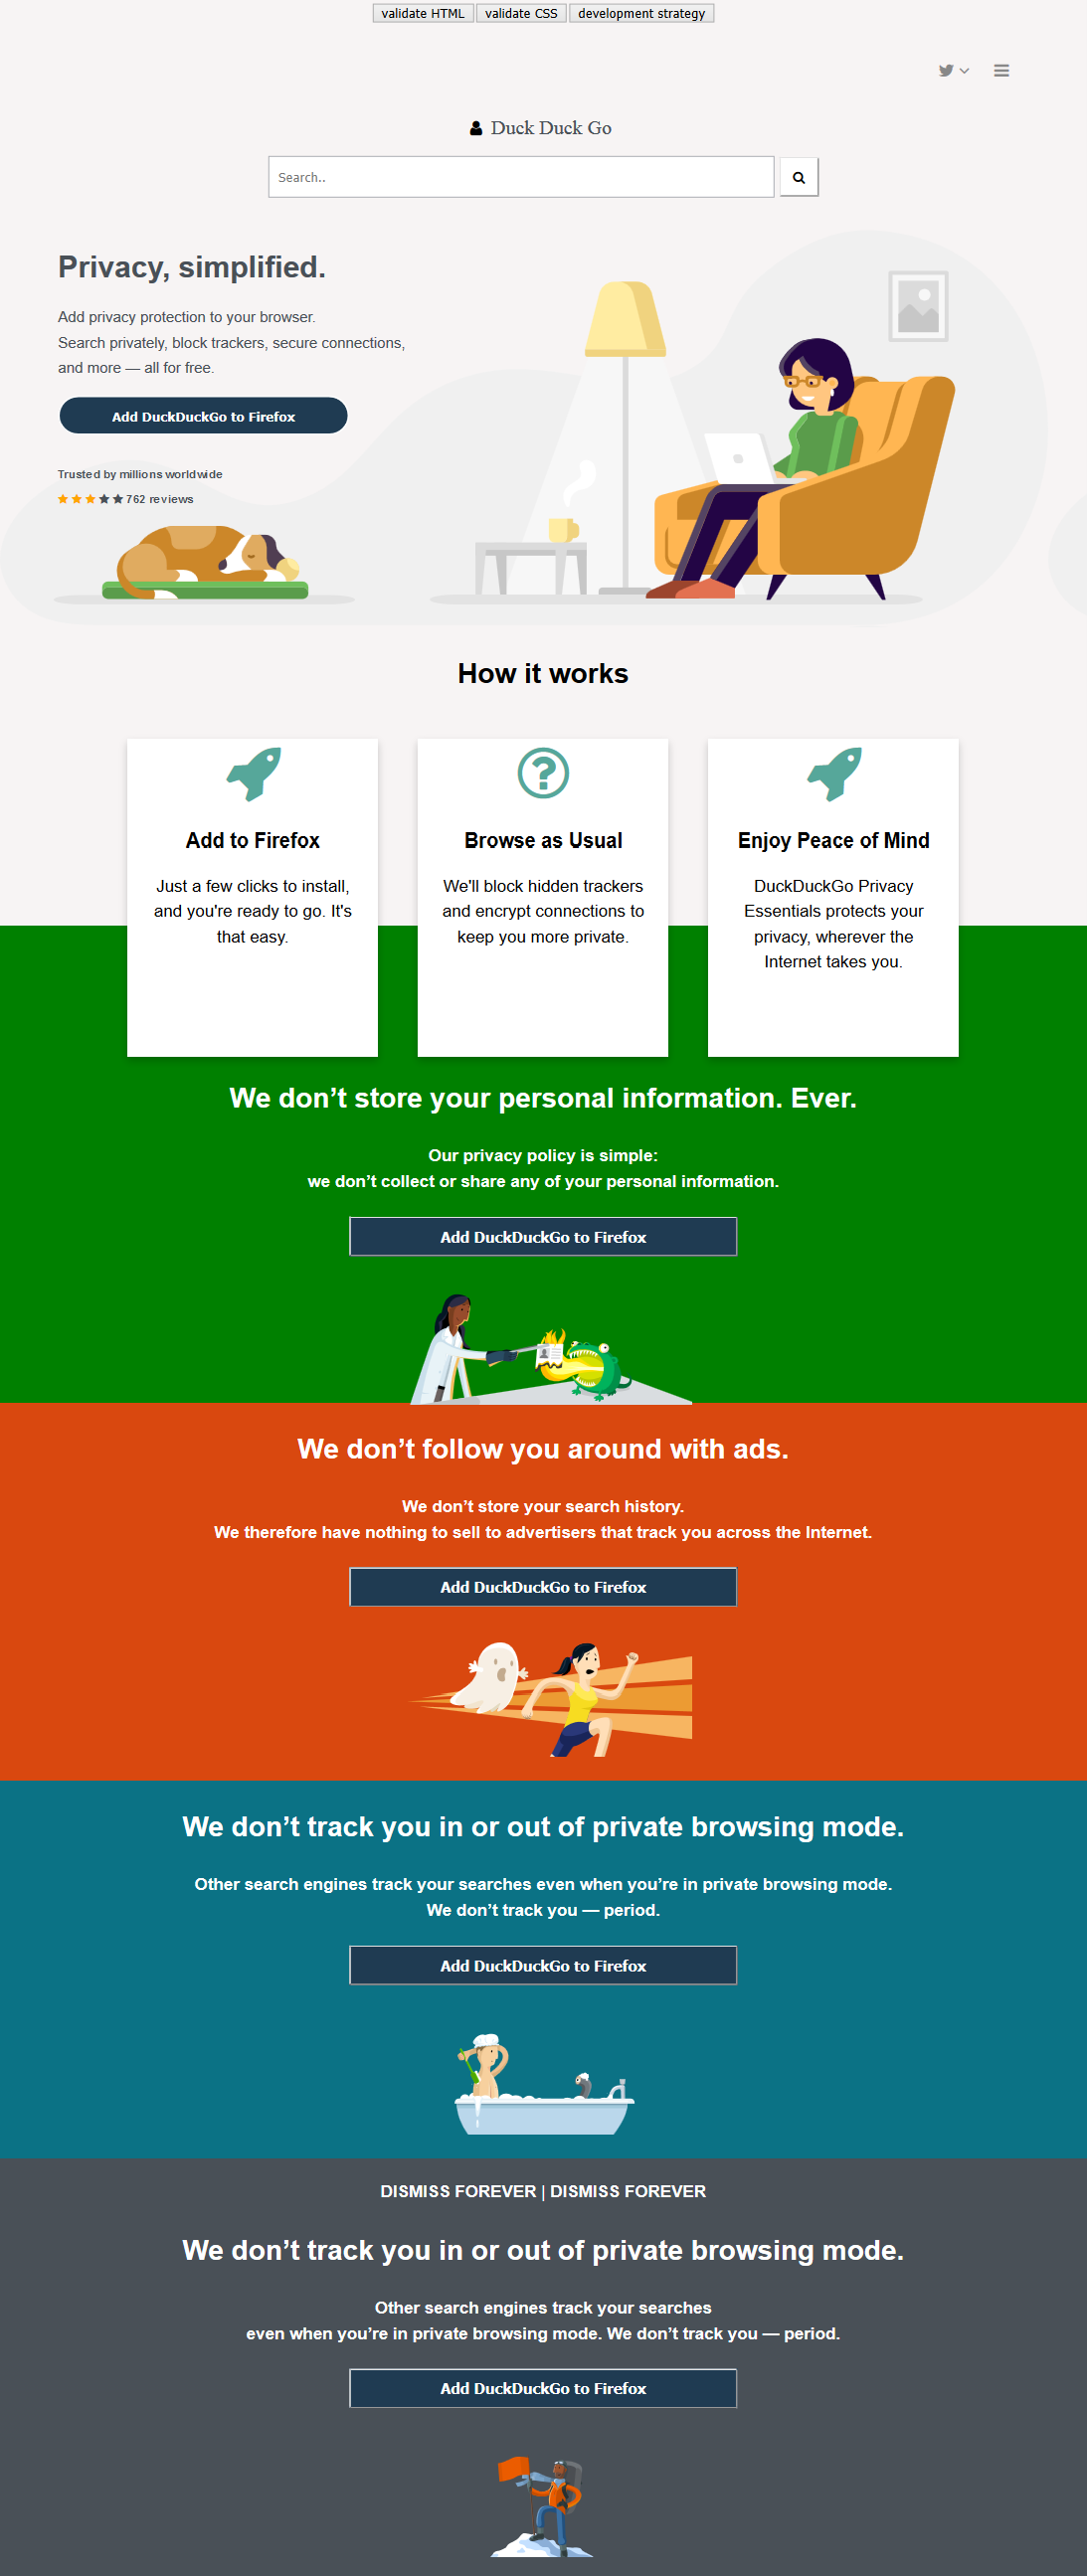 validate HTML validate CSS development strategy
Duck Duck Go
Search..
Privacy, simplified.
Add privacy protection to your browser.
Search privately, block trackers, secure connections,
and more — all for free.
Add DuckDuckGo to Firefox
Trusted by millions worldwide
762 reviews
How it works
Add to Firefox
Just a few clicks to install,
and you're ready to go. It's
that easy.
Browse as Usual
We'll block hidden trackers
and encrypt connections to
keep you more private.
Enjoy Peace of Mind
DuckDuckGo Privacy
Essentials protects your
privacy, wherever the
Internet takes you.
We don’t store your personal information. Ever.
Our privacy policy is simple:
we don’t collect or share any of your personal information.
Add DuckDuckGo to Firefox
We don’t follow you around with ads.
We don’t store your search history.
We therefore have nothing to sell to advertisers that track you across the Internet.
Add DuckDuckGo to Firefox
We don’t track you in or out of private browsing mode.
Other search engines track your searches even when you’re in private browsing mode.
We don’t track you — period.
Add DuckDuckGo to Firefox
DISMISS FOREVER | DISMISS FOREVER
We don’t track you in or out of private browsing mode.
Other search engines track your searches
even when you’re in private browsing mode. We don’t track you — period.
Add DuckDuckGo to Firefox